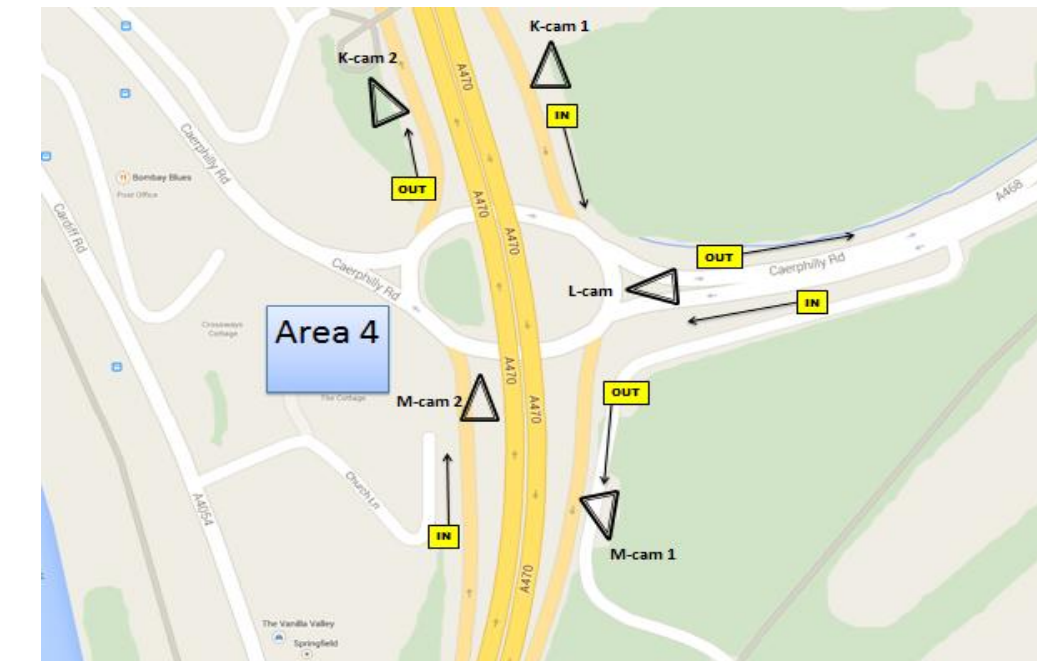 K-cam 1
K-cam 2
A470
A470
IN
Caerphilly Rd
Bombay Blues
Post Office
OUT
A470
A470
Cardiff Rd
A468
OUT
Caerphilly Rd
Caerphilly Rd
L-cam
IN
Area 4
Crossways
Cottage
A470
OUT
The Cottage
M-cam 2
A470
Church Ln
A4054
IN
M-cam 1
A470
The Vanilla Valley
Springfield